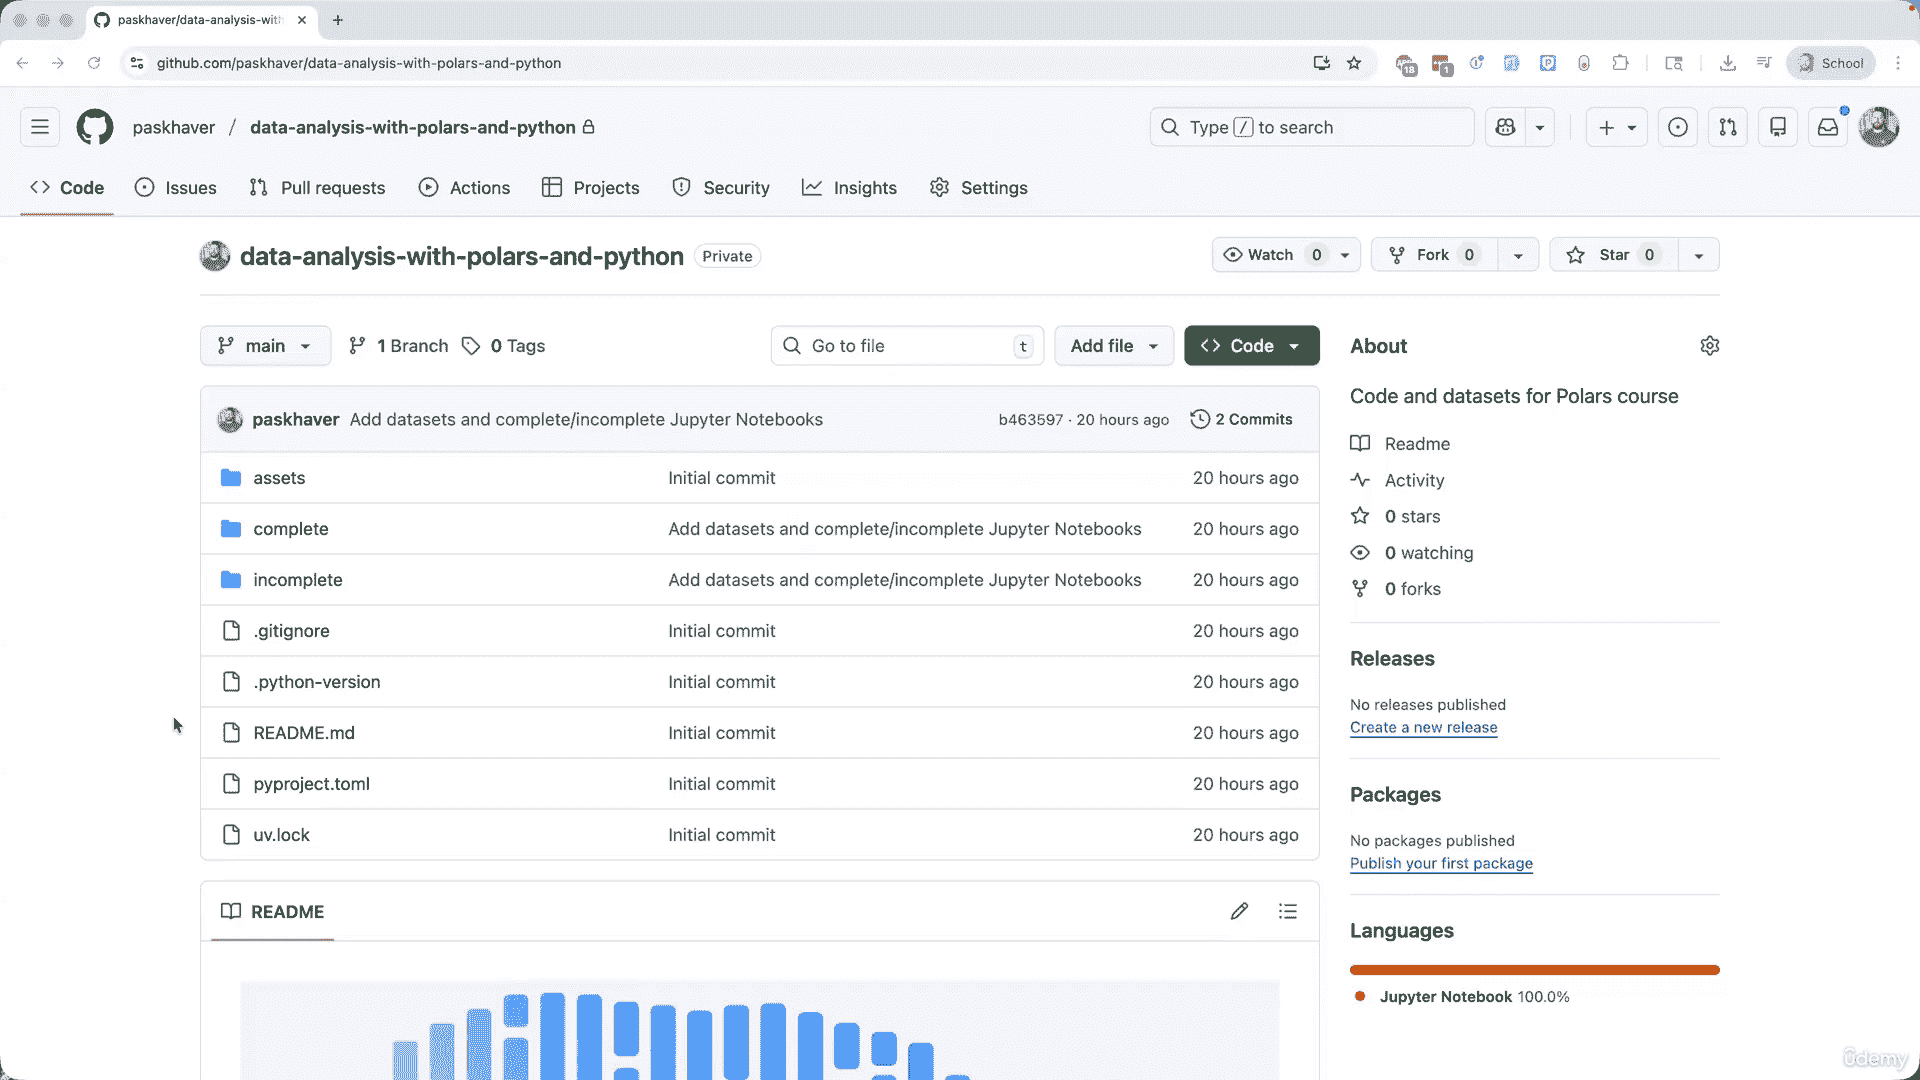 paskhaver/data-analysis-with
github.com/paskhaver/data-analysis-with-polars-and-python
18
1
School
paskhaver / data-analysis-with-polars-and-python
Type / to search
Code
Issues
Pull requests
Actions
Projects
Security
Insights
Settings
data-analysis-with-polars-and-python
Private
Watch 0
Fork 0
Star 0
main
1 Branch
0 Tags
Go to file
t
Add file
Code
paskhaver Add datasets and complete/incomplete Jupyter Notebooks b463597 · 20 hours ago 2 Commits
assets Initial commit 20 hours ago
complete Add datasets and complete/incomplete Jupyter Notebooks 20 hours ago
incomplete Add datasets and complete/incomplete Jupyter Notebooks 20 hours ago
.gitignore Initial commit 20 hours ago
.python-version Initial commit 20 hours ago
README.md Initial commit 20 hours ago
pyproject.toml Initial commit 20 hours ago
uv.lock Initial commit 20 hours ago
README
About
Code and datasets for Polars course
Readme
Activity
0 stars
0 watching
0 forks
Releases
No releases published
Create a new release
Packages
No packages published
Publish your first package
Languages
Jupyter Notebook 100.0%
ûdemy